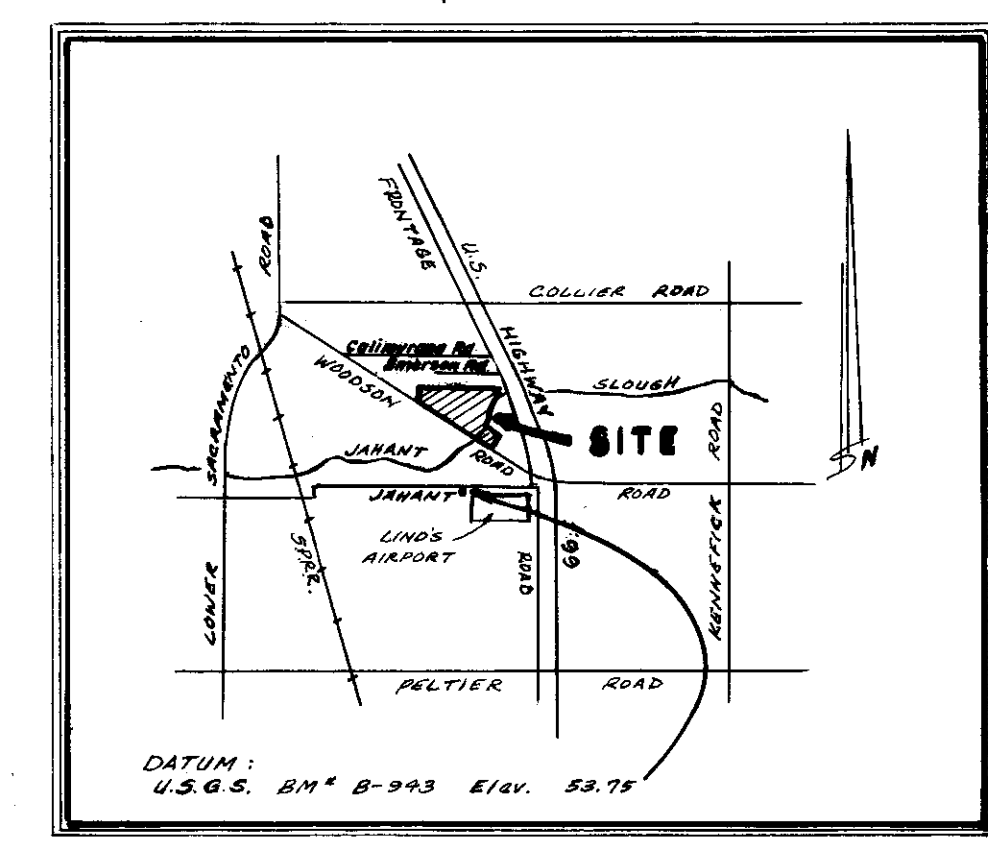 FRONTAGE
U.S.
HIGHWAY
ROAD
COLLIER ROAD
Calimyrana Rd
Emerson Rd
WOODSON
SLOUGH
SITE
SACRAMENTO
JAHANT
ROAD
ROAD
N
JAHANT
ROAD
LIND'S
AIRPORT
S.P.R.R.
ROAD
99
KENNEFICK
LOWER
PELTIER ROAD
DATUM :
U.S.G.S. BM# B-943 Elev. 53.75